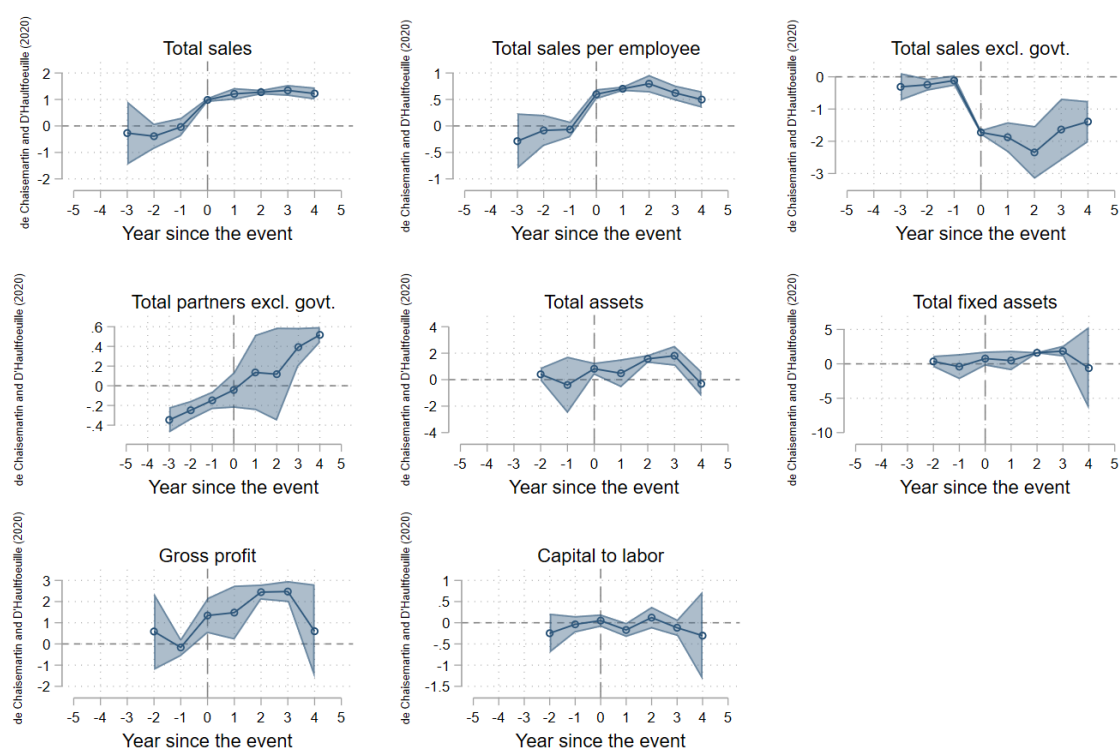 de Chaisemartin and D'Haultfoeuille (2020)
Total sales
2
1
0
-1
-2
-5 -4 -3 -2 -1 0 1 2 3 4 5
Year since the event
de Chaisemartin and D'Haultfoeuille (2020)
Total sales per employee
1
.5
0
-.5
-1
-5 -4 -3 -2 -1 0 1 2 3 4 5
Year since the event
de Chaisemartin and D'Haultfoeuille (2020)
Total sales excl. govt.
0
-1
-2
-3
-5 -4 -3 -2 -1 0 1 2 3 4 5
Year since the event
de Chaisemartin and D'Haultfoeuille (2020)
Total partners excl. govt.
.6
.4
.2
0
-.2
-.4
-5 -4 -3 -2 -1 0 1 2 3 4 5
Year since the event
de Chaisemartin and D'Haultfoeuille (2020)
Total assets
4
2
0
-2
-4
-5 -4 -3 -2 -1 0 1 2 3 4 5
Year since the event
de Chaisemartin and D'Haultfoeuille (2020)
Total fixed assets
5
0
-5
-10
-5 -4 -3 -2 -1 0 1 2 3 4 5
Year since the event
de Chaisemartin and D'Haultfoeuille (2020)
Gross profit
3
2
1
0
-1
-2
-5 -4 -3 -2 -1 0 1 2 3 4 5
Year since the event
de Chaisemartin and D'Haultfoeuille (2020)
Capital to labor
1
.5
0
-.5
-1
-1.5
-5 -4 -3 -2 -1 0 1 2 3 4 5
Year since the event